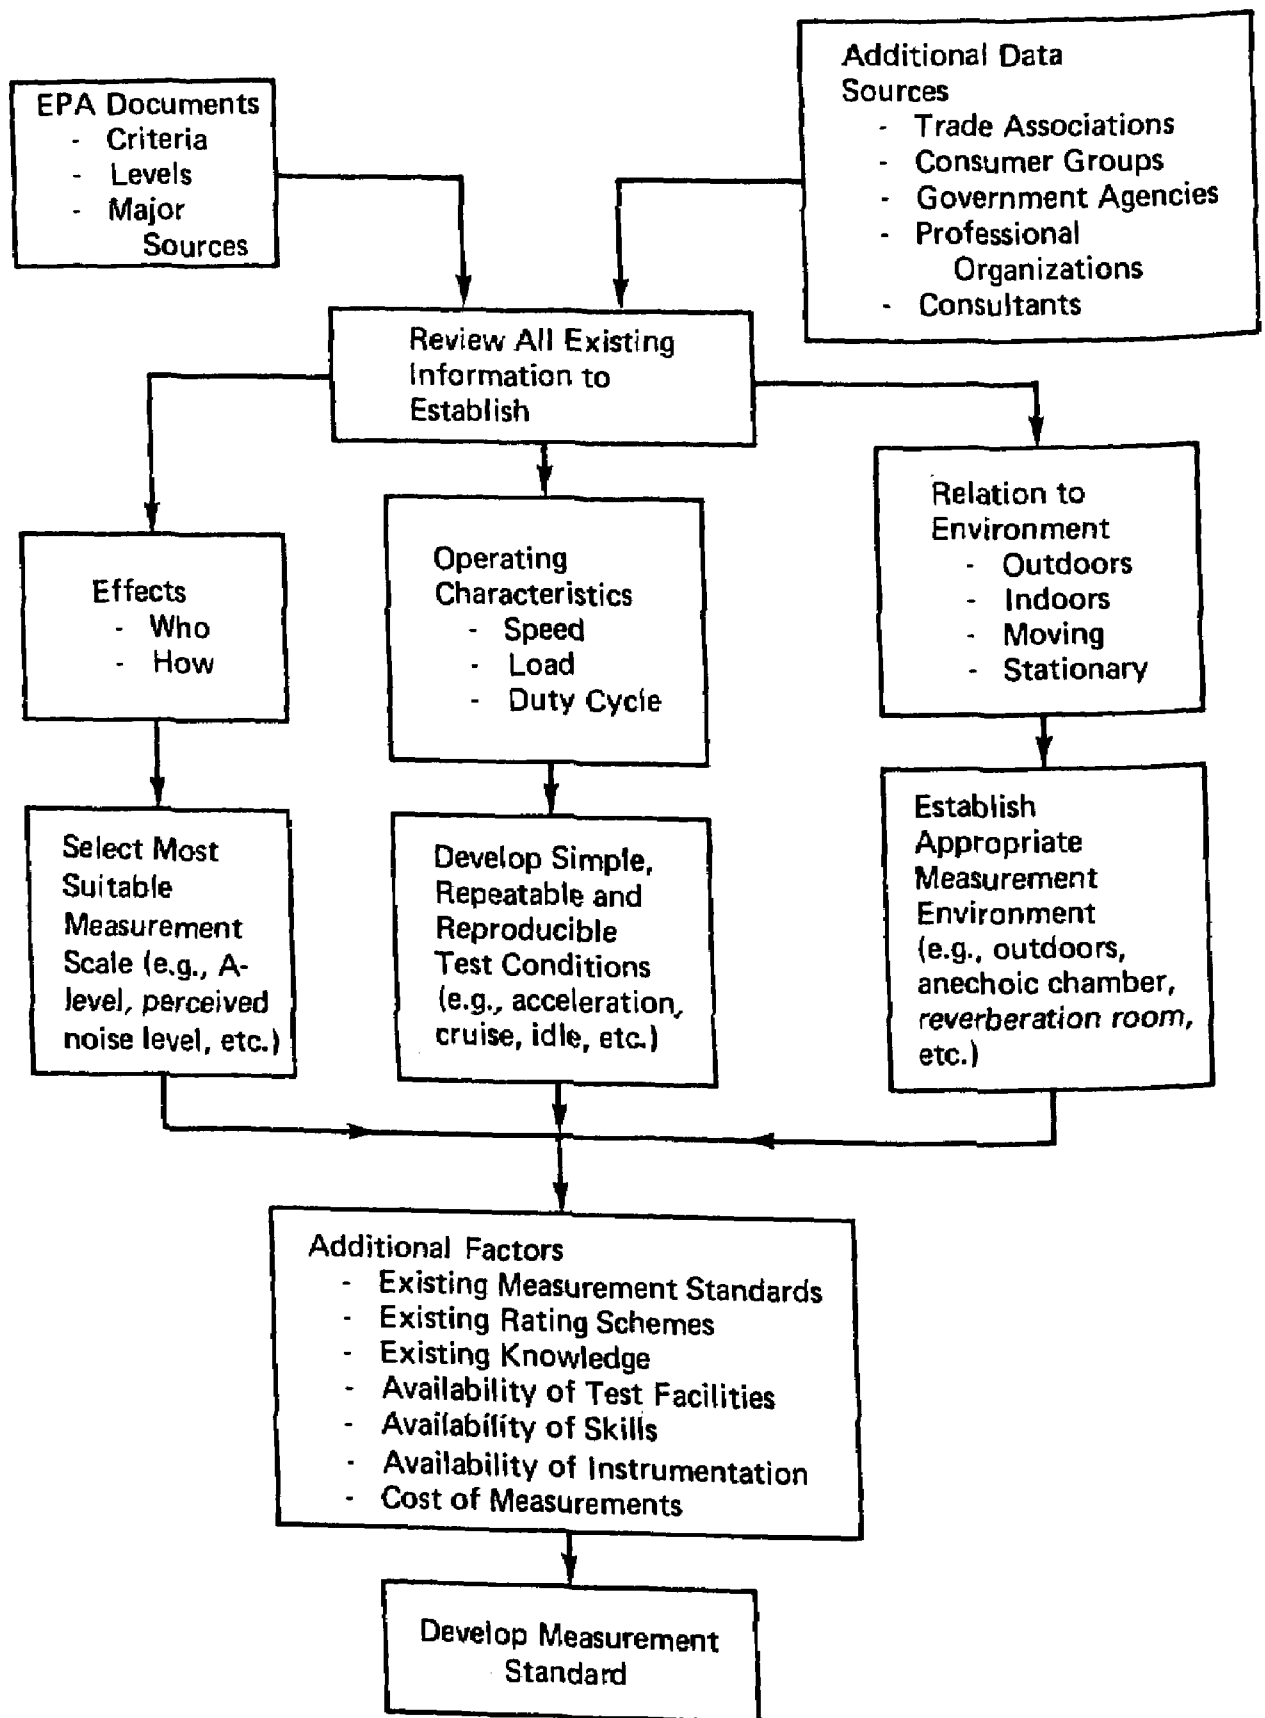 EPA Documents
- Criteria
- Levels
- Major
Sources
Additional Data
Sources
- Trade Associations
- Consumer Groups
- Government Agencies
- Professional
Organizations
- Consultants
Review All Existing
Information to
Establish
Effects
- Who
- How
Operating
Characteristics
- Speed
- Load
- Duty Cycle
Relation to
Environment
- Outdoors
- Indoors
- Moving
- Stationary
Select Most
Suitable
Measurement
Scale (e.g., A-
level, perceived
noise level, etc.)
Develop Simple,
Repeatable and
Reproducible
Test Conditions
(e.g., acceleration,
cruise, idle, etc.)
Establish
Appropriate
Measurement
Environment
(e.g., outdoors,
anechoic chamber,
reverberation room,
etc.)
Additional Factors
- Existing Measurement Standards
- Existing Rating Schemes
- Existing Knowledge
- Availability of Test Facilities
- Availability of Skills
- Availability of Instrumentation
- Cost of Measurements
Develop Measurement
Standard